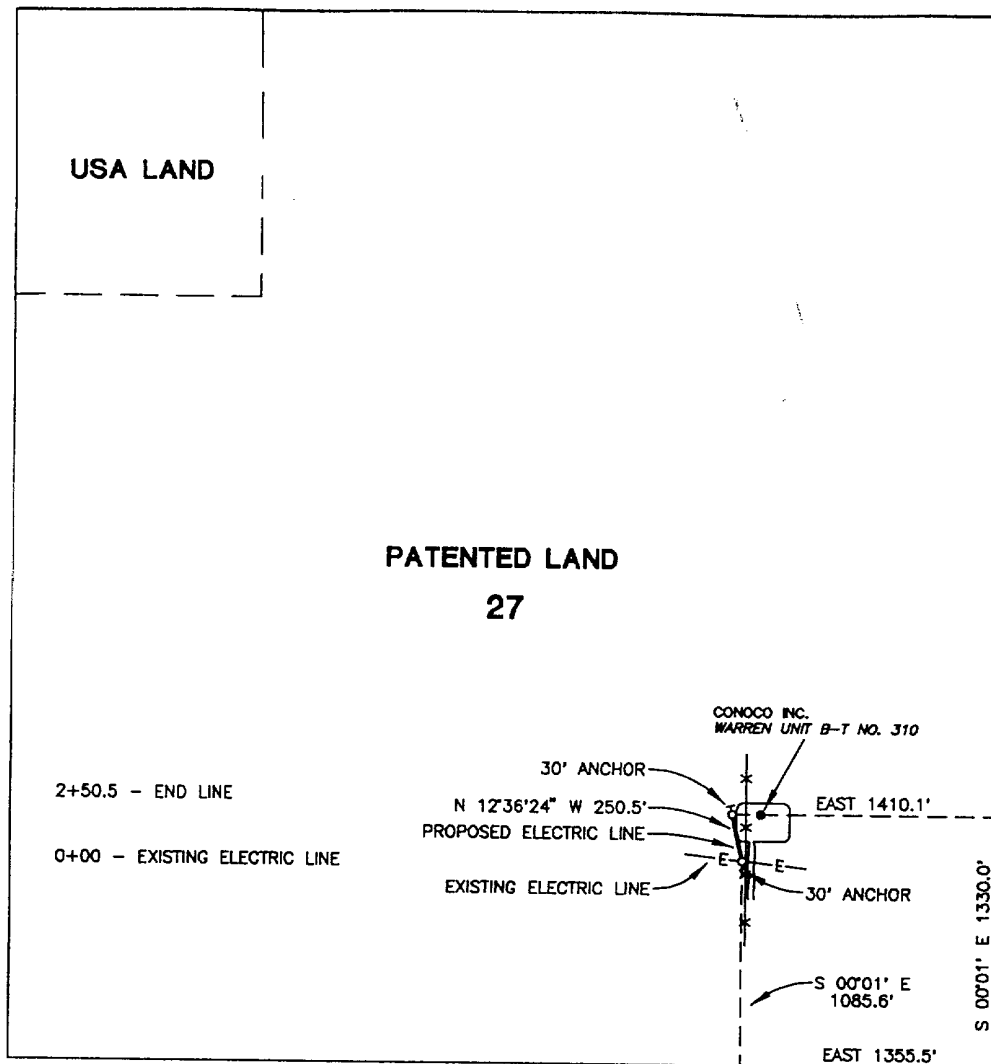 USA LAND
PATENTED LAND
27
CONOCO INC.
WARREN UNIT B-T NO. 310
30' ANCHOR
2+50.5 - END LINE
N 12°36'24" W 250.5'
EAST 1410.1'
PROPOSED ELECTRIC LINE
0+00 - EXISTING ELECTRIC LINE
E
E
EXISTING ELECTRIC LINE
30' ANCHOR
S 00°01' E 1330.0'
S 00°01' E
1085.6'
EAST 1355.5'